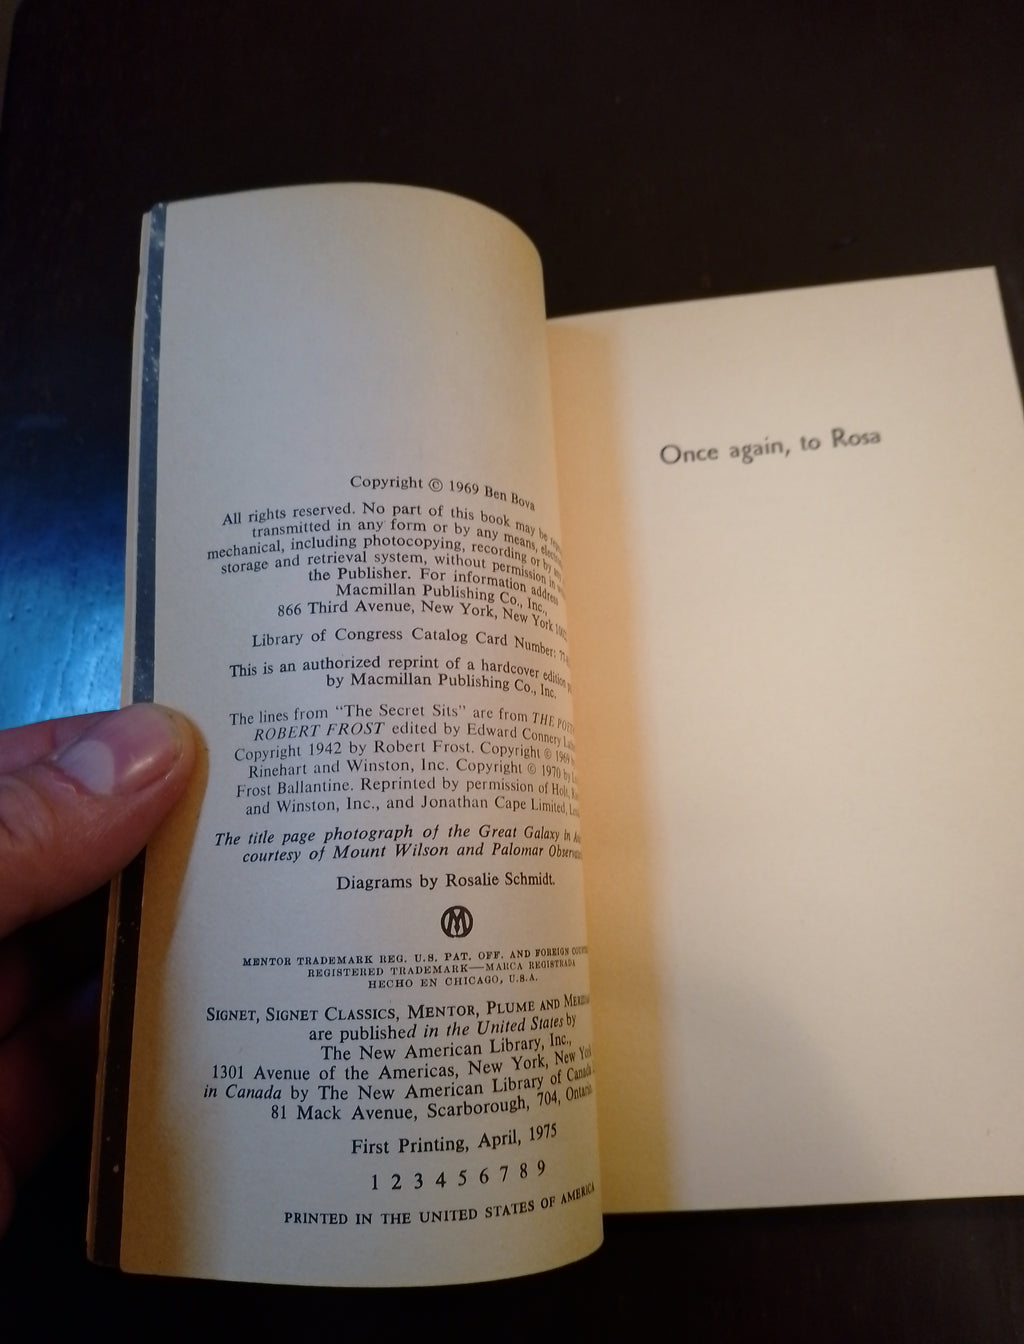 Copyright © 1969 Ben Bova
All rights reserved. No part of this book may be
transmitted in any form or by any means,
mechanical, including photocopying, recording or by
storage and retrieval system, without permission in
the Publisher. For information address
Macmillan Publishing Co., Inc.,
866 Third Avenue, New York, New York
Library of Congress Catalog Card Number:
This is an authorized reprint of a hardcover edition
by Macmillan Publishing Co., Inc.
The lines from "The Secret Sits" are from THE
ROBERT FROST edited by Edward Connery
Copyright 1942 by Robert Frost. Copyright © 1969
Rinehart and Winston, Inc. Copyright © 1970 by
Frost Ballantine. Reprinted by permission of Holt,
and Winston, Inc., and Jonathan Cape Limited,
The title page photograph of the Great Galaxy in
courtesy of Mount Wilson and Palomar
Diagrams by Rosalie Schmidt.
M
MENTOR TRADEMARK REG. U.S. PAT. OFF. AND FOREIGN
REGISTERED TRADEMARK—MARCA REGISTRADA
HECHO EN CHICAGO, U.S.A.
SIGNET, SIGNET CLASSICS, MENTOR, PLUME AND
are published in the United States by
The New American Library, Inc.,
1301 Avenue of the Americas, New York, New
in Canada by The New American Library of Canada
81 Mack Avenue, Scarborough, 704,
First Printing, April, 1975
1 2 3 4 5 6 7 8 9
PRINTED IN THE UNITED STATES OF AMERICA
Once again, to Rosa